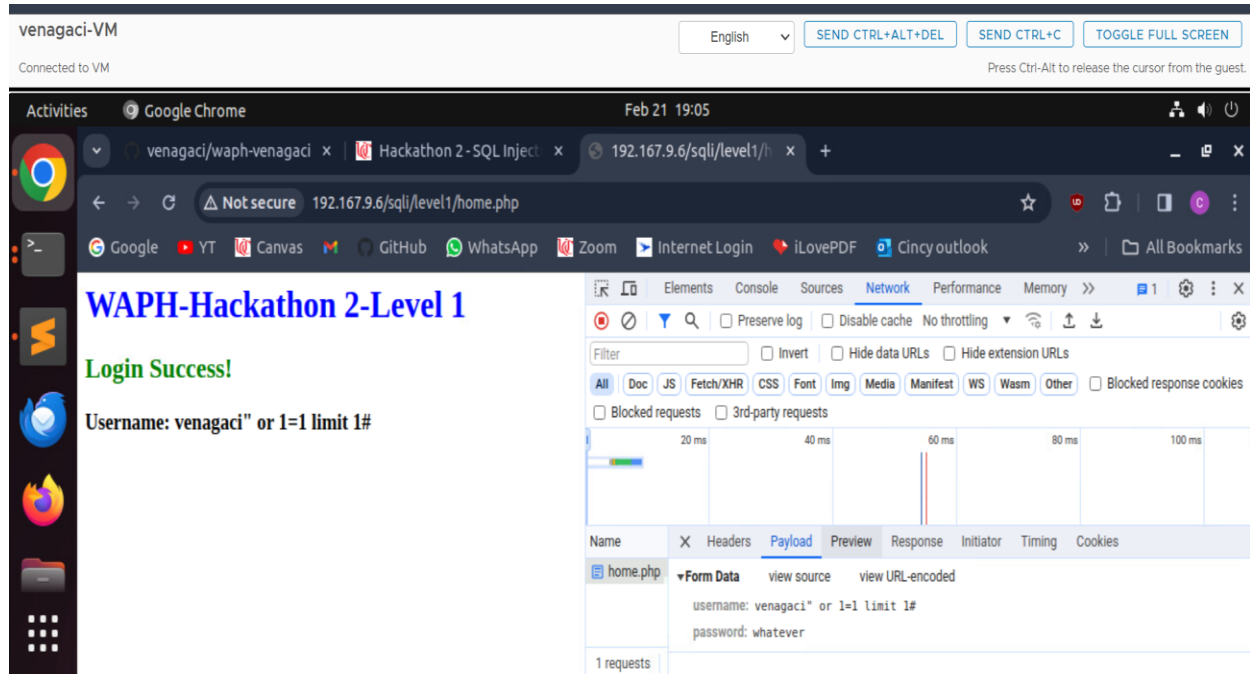 venagaci-VM
English
SEND CTRL+ALT+DEL
SEND CTRL+C
TOGGLE FULL SCREEN
Connected to VM
Press Ctrl-Alt to release the cursor from the guest.
Activities
Google Chrome
Feb 21 19:05
venagaci/waph-venagaci
Hackathon 2 - SQL Inject
192.167.9.6/sqli/level1/h
Not secure
192.167.9.6/sqli/level1/home.php
Google
YT
Canvas
GitHub
WhatsApp
Zoom
Internet Login
iLovePDF
Cincy outlook
»
All Bookmarks
WAPH-Hackathon 2-Level 1
Login Success!
Username: venagaci" or 1=1 limit 1#
Elements Console Sources Network Performance Memory » 1
Preserve log Disable cache No throttling
Filter Invert Hide data URLs Hide extension URLs
All Doc JS Fetch/XHR CSS Font Img Media Manifest WS Wasm Other Blocked response cookies
Blocked requests 3rd-party requests
20 ms 40 ms 60 ms 80 ms 100 ms
Name Headers Payload Preview Response Initiator Timing Cookies
home.php
Form Data view source view URL-encoded
username: venagaci" or 1=1 limit 1#
password: whatever
1 requests